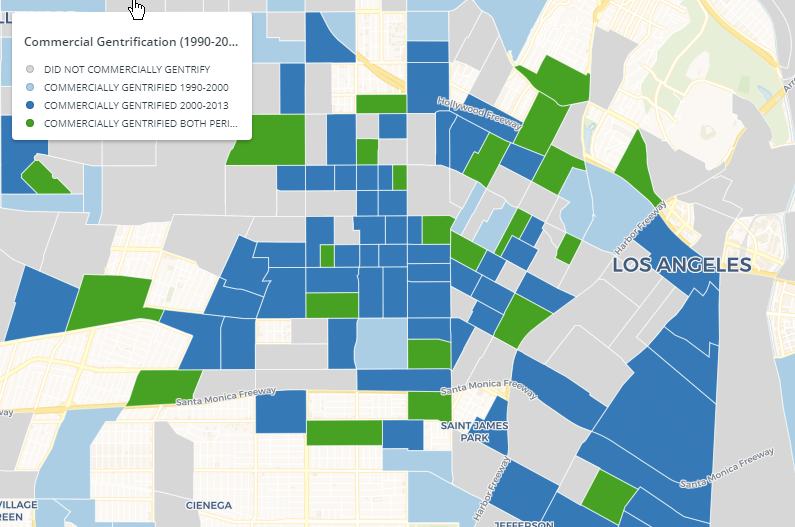 Commercial Gentrification (1990-20...
DID NOT COMMERCIALLY GENTRIFY
COMMERCIALLY GENTRIFIED 1990-2000
COMMERCIALLY GENTRIFIED 2000-2013
COMMERCIALLY GENTRIFIED BOTH PERI...
Hollywood Freeway
Harbor Freeway
LOS ANGELES
Santa Monica Freeway
Santa Monica Freeway
way
SAINT JAMES
PARK
Santa Monica Freeway
Harbor Freeway
VILLAGE
REEN
CIENEGA
JEFFERSON